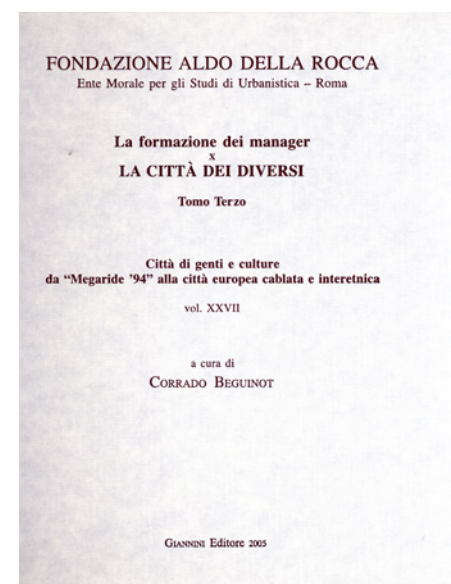 FONDAZIONE ALDO DELLA ROCCA
Ente Morale per gli Studi di Urbanistica – Roma
La formazione dei manager
x
LA CITTÀ DEI DIVERSI
Tomo Terzo
Città di genti e culture
da “Megaride ’94” alla città europea cablata e interetnica
vol. XXVII
a cura di
CORRADO BEGUINOT
GIANNINI Editore 2005